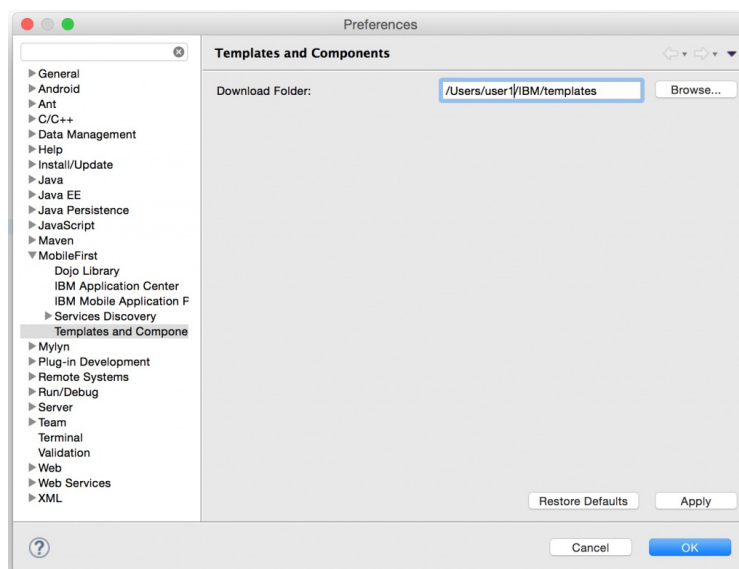 Preferences
Templates and Components
General
Android
Ant
C/C++
Data Management
Help
Install/Update
Java
Java EE
Java Persistence
JavaScript
Maven
MobileFirst
Dojo Library
IBM Application Center
IBM Mobile Application P
Services Discovery
Templates and Compone
Mylyn
Plug-in Development
Remote Systems
Run/Debug
Server
Team
Terminal
Validation
Web
Web Services
XML
Download Folder: /Users/user1/IBM/templates Browse...
Restore Defaults Apply
? Cancel OK